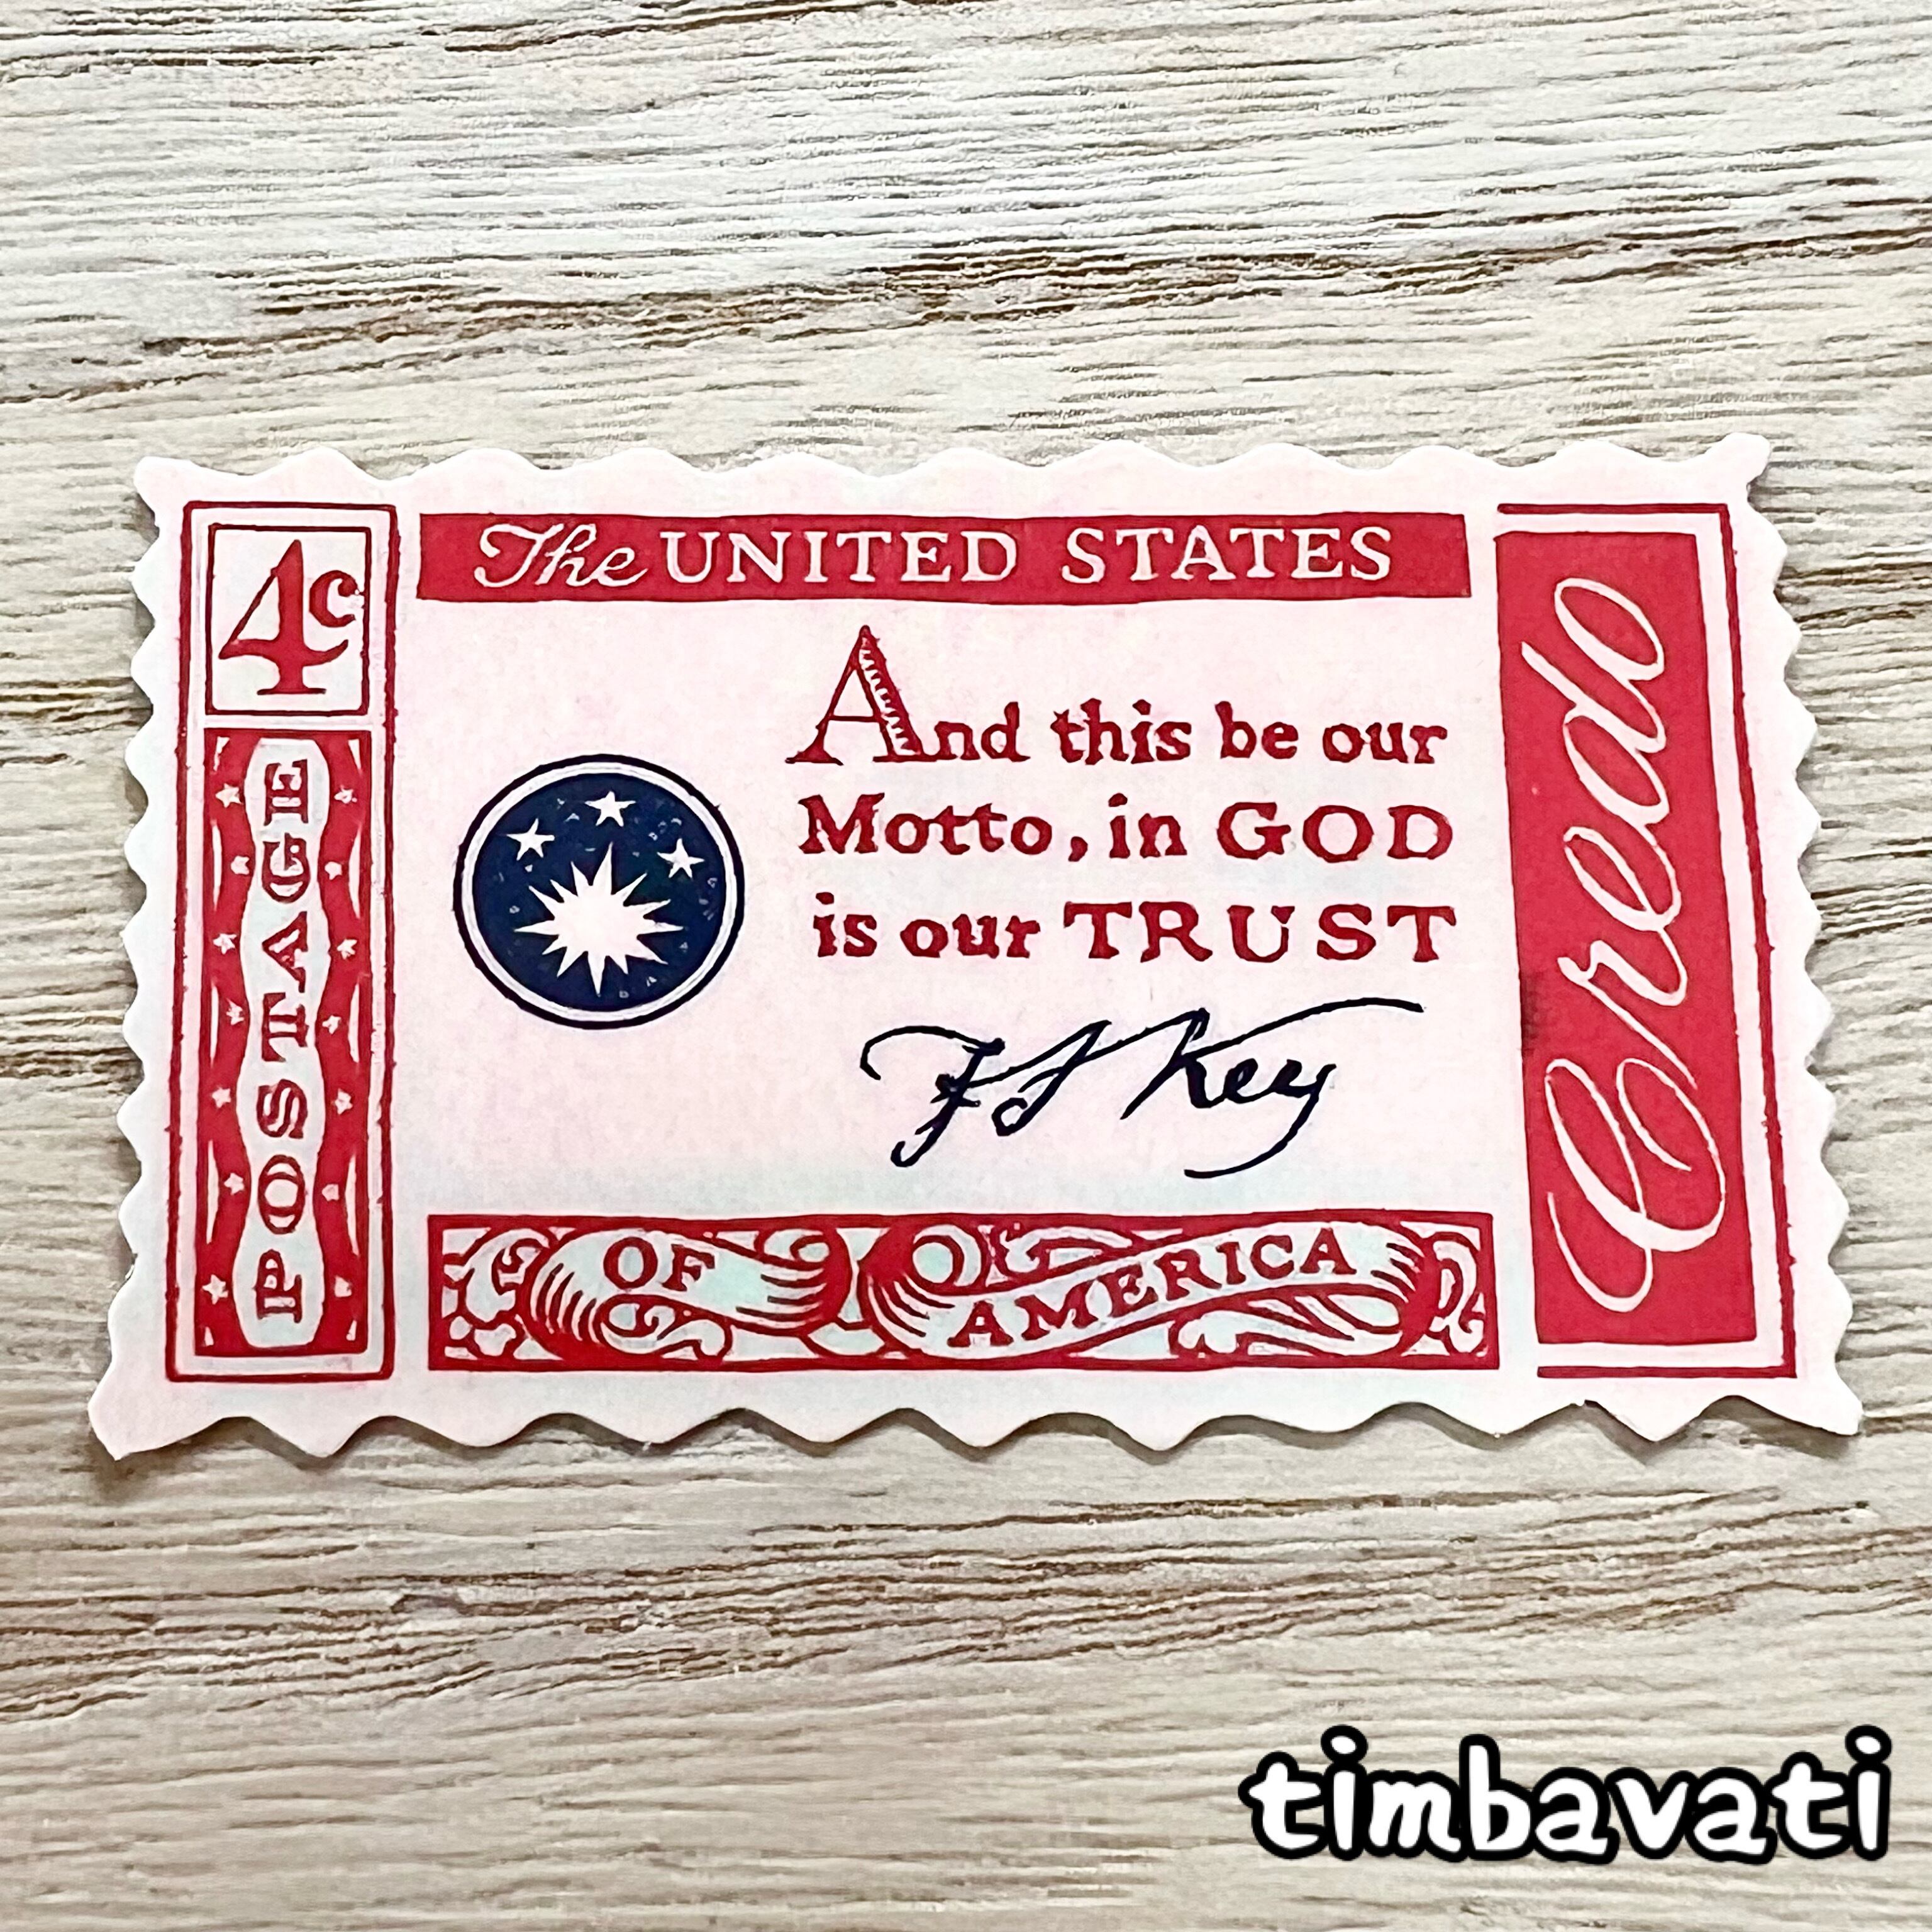 4c
POSTAGE
The UNITED STATES
And this be our
Motto, in GOD
is our TRUST
F S Key
OF AMERICA
Credo
timbavati